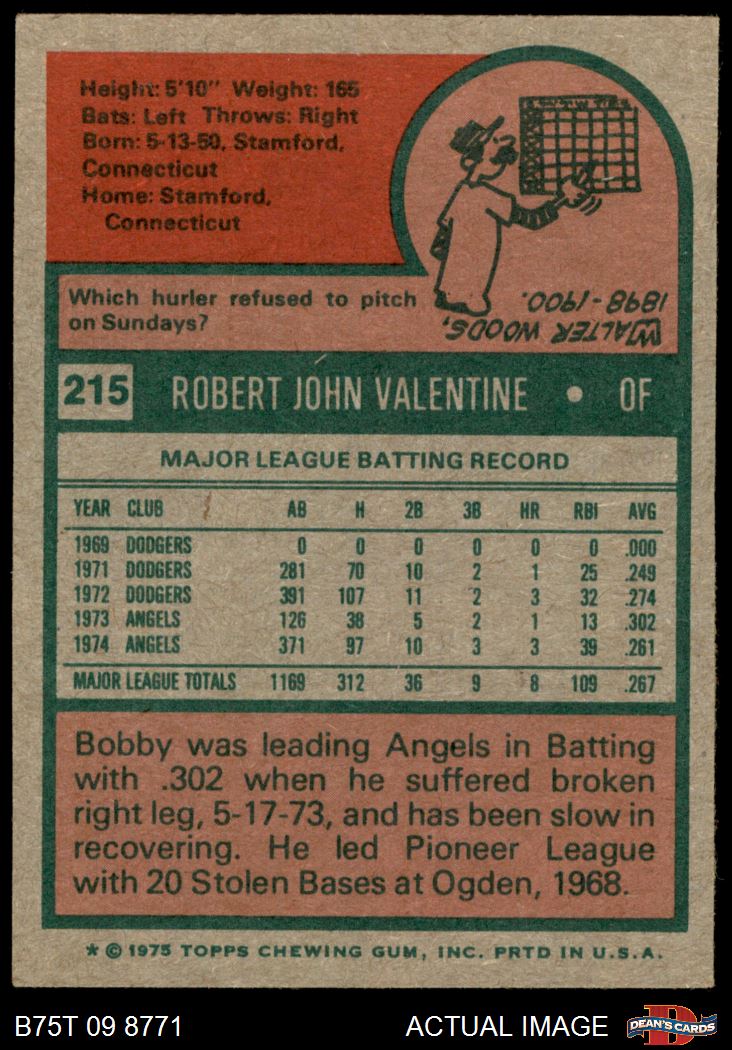 Height: 5'10" Weight: 165
Bats: Left Throws: Right
Born: 5-13-50, Stamford,
Connecticut
Home: Stamford,
Connecticut
Which hurler refused to pitch
on Sundays?
WALTER WOODS,
1898-1900.
215 ROBERT JOHN VALENTINE • OF
MAJOR LEAGUE BATTING RECORD
YEAR CLUB AB H 2B 3B HR RBI AVG
1969 DODGERS 0 0 0 0 0 0 .000
1971 DODGERS 281 70 10 2 1 25 .249
1972 DODGERS 391 107 11 2 3 32 .274
1973 ANGELS 126 38 5 2 1 13 .302
1974 ANGELS 371 97 10 3 3 39 .261
MAJOR LEAGUE TOTALS 1169 312 36 9 8 109 .267
Bobby was leading Angels in Batting
with .302 when he suffered broken
right leg, 5-17-73, and has been slow in
recovering. He led Pioneer League
with 20 Stolen Bases at Ogden, 1968.
* © 1975 TOPPS CHEWING GUM, INC. PRTD IN U.S.A.
B75T 09 8771 ACTUAL IMAGE DEAN'S CARDS